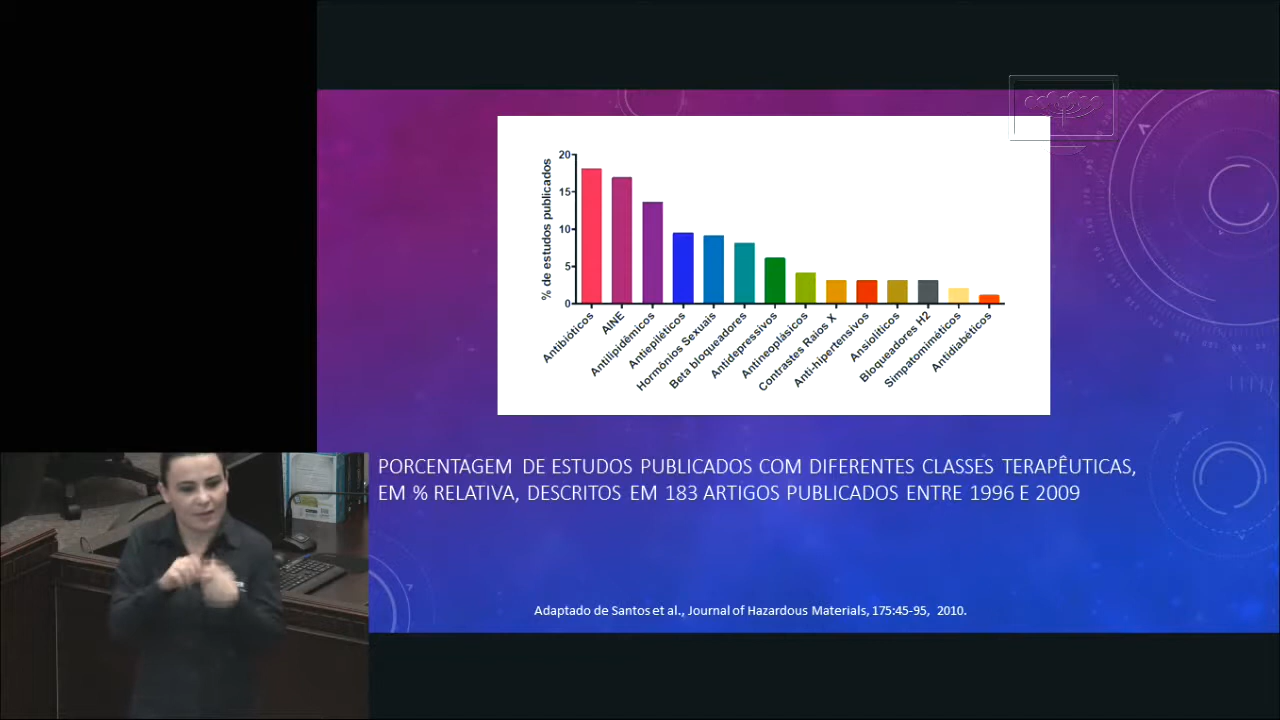 % de estudos publicados
20
15
10
5
0
Antibióticos
AINE
Antilipidêmicos
Antiepiléticos
Hormônios Sexuais
Beta bloqueadores
Antidepressivos
Antineoplásicos
Contrastes Raios X
Anti-hipertensivos
Ansiolíticos
Bloqueadores H2
Simpatomiméticos
Antidiabéticos
PORCENTAGEM DE ESTUDOS PUBLICADOS COM DIFERENTES CLASSES TERAPÊUTICAS,
EM % RELATIVA, DESCRITOS EM 183 ARTIGOS PUBLICADOS ENTRE 1996 E 2009
Adaptado de Santos et al., Journal of Hazardous Materials, 175:45-95, 2010.